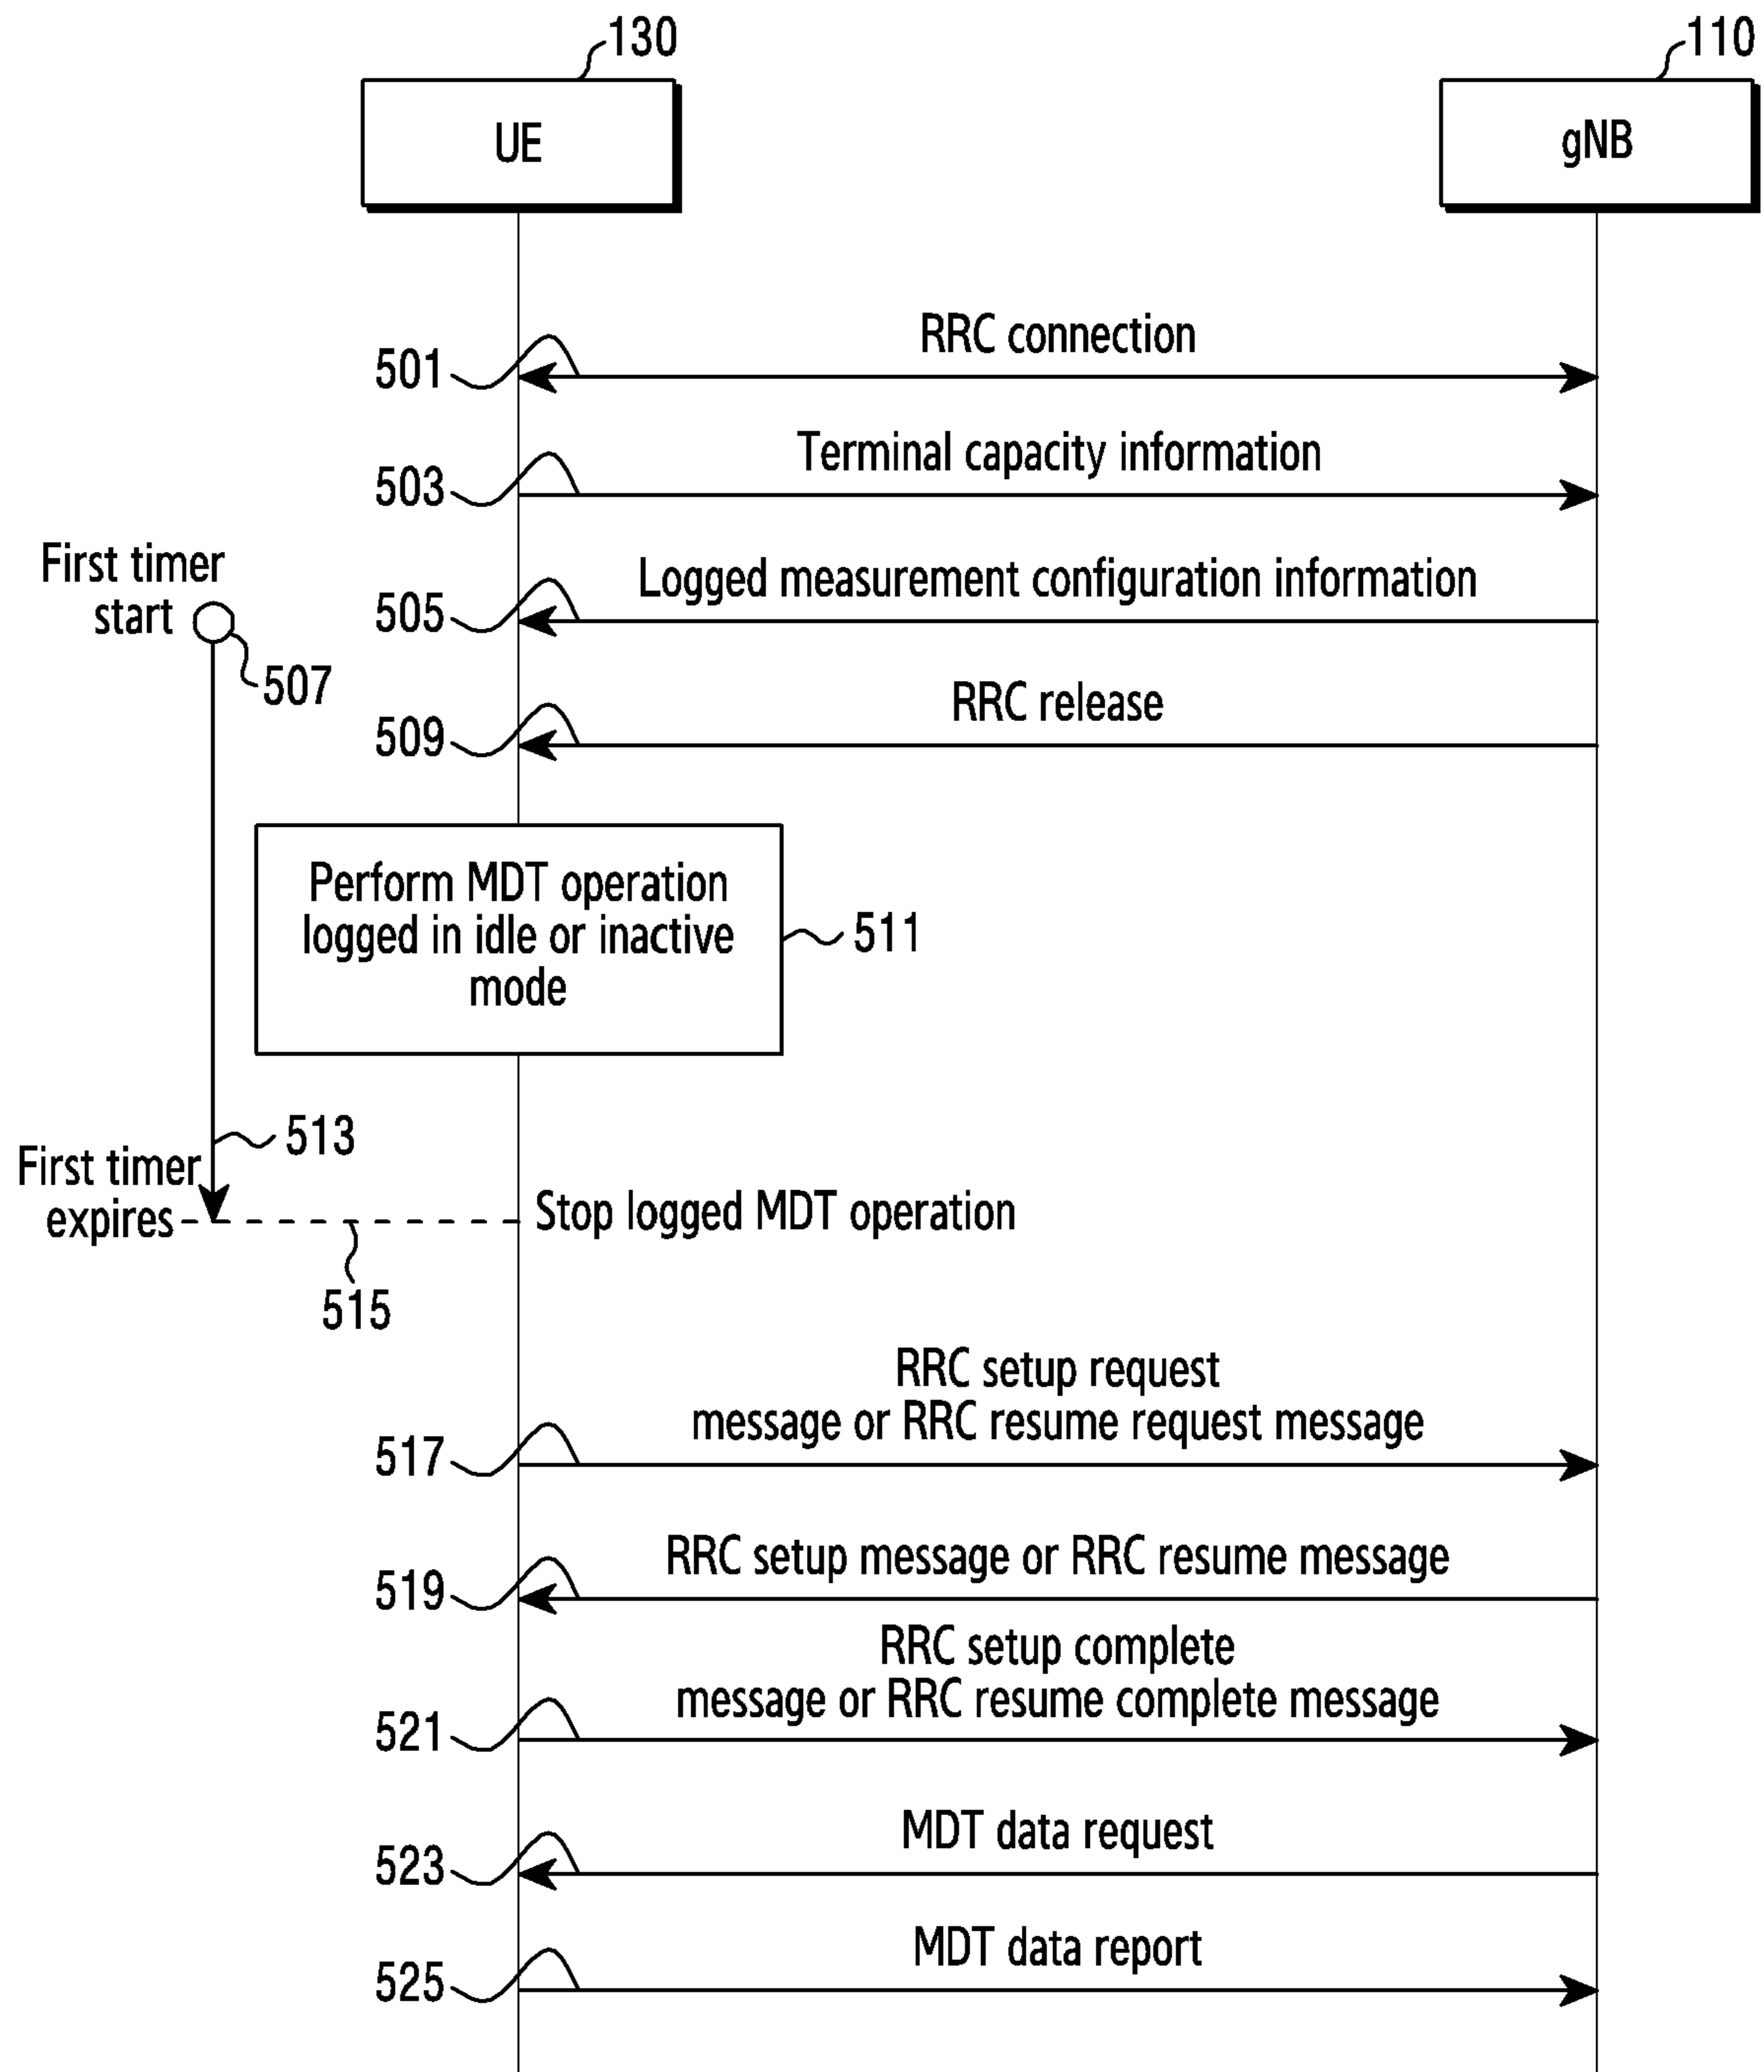 130
110
UE
gNB
RRC connection
501
Terminal capacity information
503
First timer
start
Logged measurement configuration information
505
507
RRC release
509
Perform MDT operation
logged in idle or inactive
mode
511
513
First timer
expires
Stop logged MDT operation
515
RRC setup request
message or RRC resume request message
517
RRC setup message or RRC resume message
519
RRC setup complete
message or RRC resume complete message
521
MDT data request
523
MDT data report
525